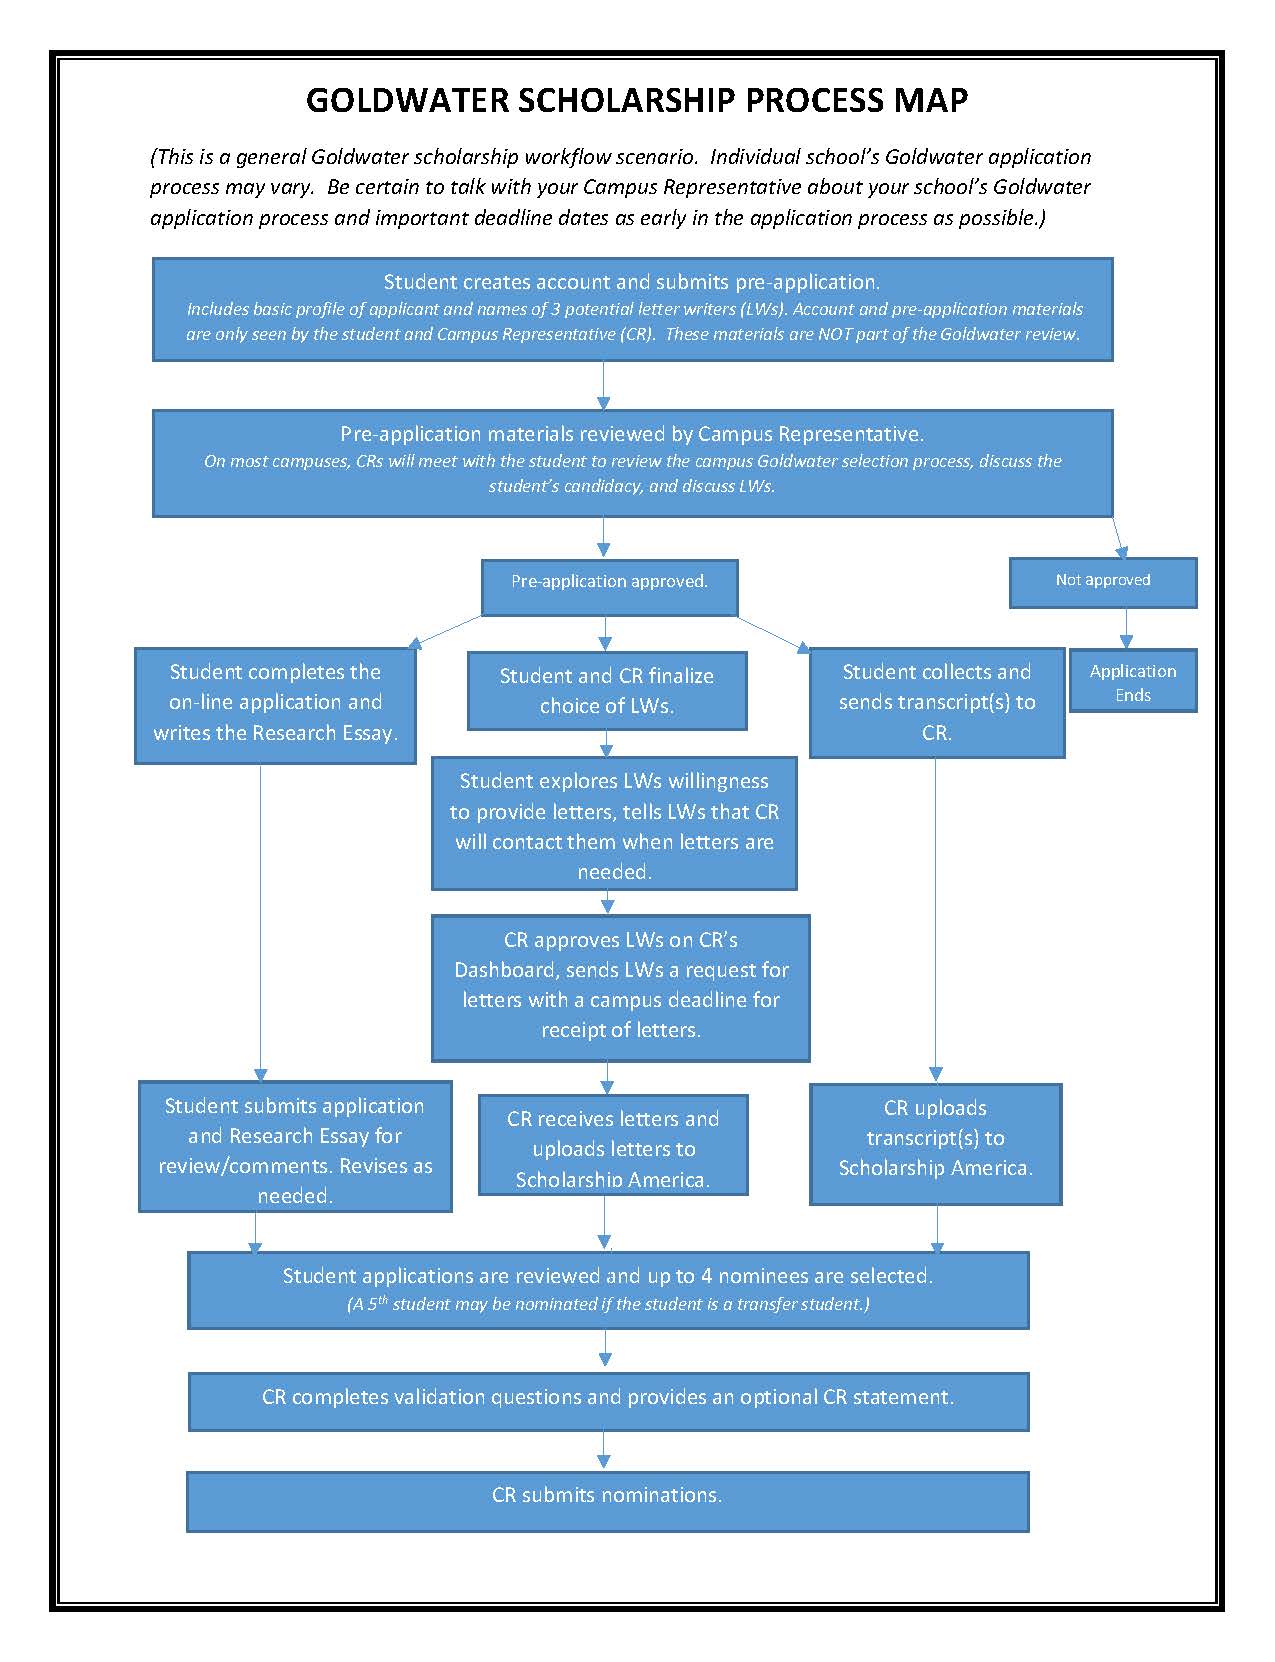 GOLDWATER SCHOLARSHIP PROCESS MAP
(This is a general Goldwater scholarship workflow scenario.  Individual school’s Goldwater application
process may vary.  Be certain to talk with your Campus Representative about your school’s Goldwater
application process and important deadline dates as early in the application process as possible.)
Student creates account and submits pre-application.
Includes basic profile of applicant and names of 3 potential letter writers (LWs). Account and pre-application materials
are only seen by the student and Campus Representative (CR).  These materials are NOT part of the Goldwater review.
Pre-application materials reviewed by Campus Representative.
On most campuses, CRs will meet with the student to review the campus Goldwater selection process, discuss the
student’s candidacy, and discuss LWs.
Pre-application approved.
Not approved
Student completes the
on-line application and
writes the Research Essay.
Student and CR finalize
choice of LWs.
Student collects and
sends transcript(s) to
CR.
Application
Ends
Student explores LWs willingness
to provide letters, tells LWs that CR
will contact them when letters are
needed.
CR approves LWs on CR’s
Dashboard, sends LWs a request for
letters with a campus deadline for
receipt of letters.
Student submits application
and Research Essay for
review/comments. Revises as
needed.
CR receives letters and
uploads letters to
Scholarship America.
CR uploads
transcript(s) to
Scholarship America.
Student applications are reviewed and up to 4 nominees are selected.
(A 5th student may be nominated if the student is a transfer student.)
CR completes validation questions and provides an optional CR statement.
CR submits nominations.